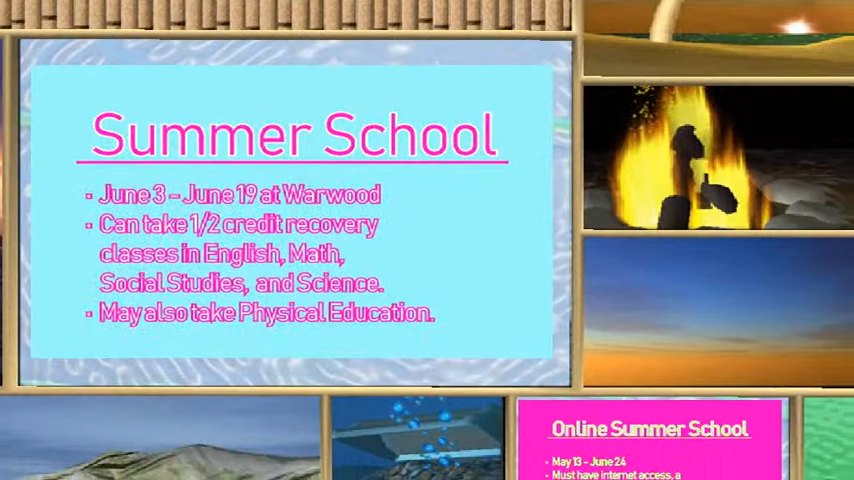 Summer School
· June 3 - June 19 at Warwood
· Can take 1/2 credit recovery
classes in English, Math,
Social Studies, and Science.
· May also take Physical Education.
Online Summer School
· May 13 - June 24
· Must have internet access, a